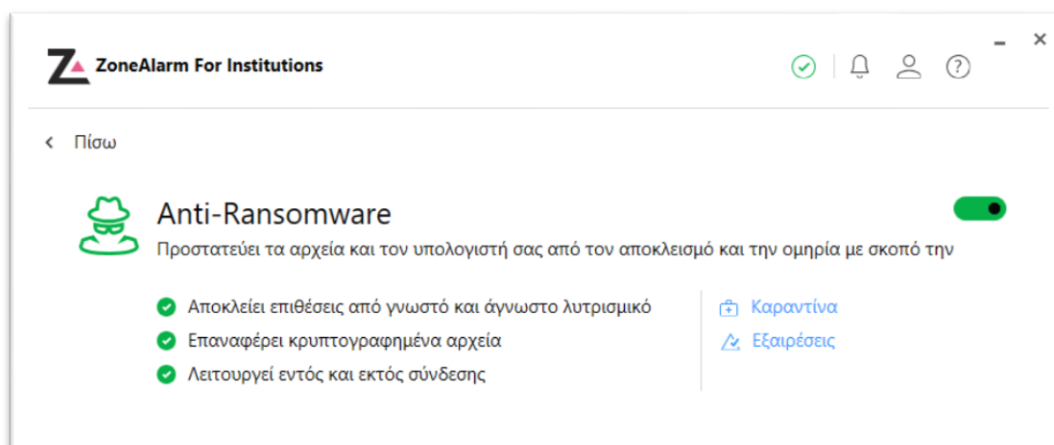 ZoneAlarm For Institutions
Πίσω
Anti-Ransomware
Προστατεύει τα αρχεία και τον υπολογιστή σας από τον αποκλεισμό και την ομηρία με σκοπό την
Αποκλείει επιθέσεις από γνωστό και άγνωστο λυτρισμικό
Επαναφέρει κρυπτογραφημένα αρχεία
Λειτουργεί εντός και εκτός σύνδεσης
Καραντίνα
Εξαιρέσεις